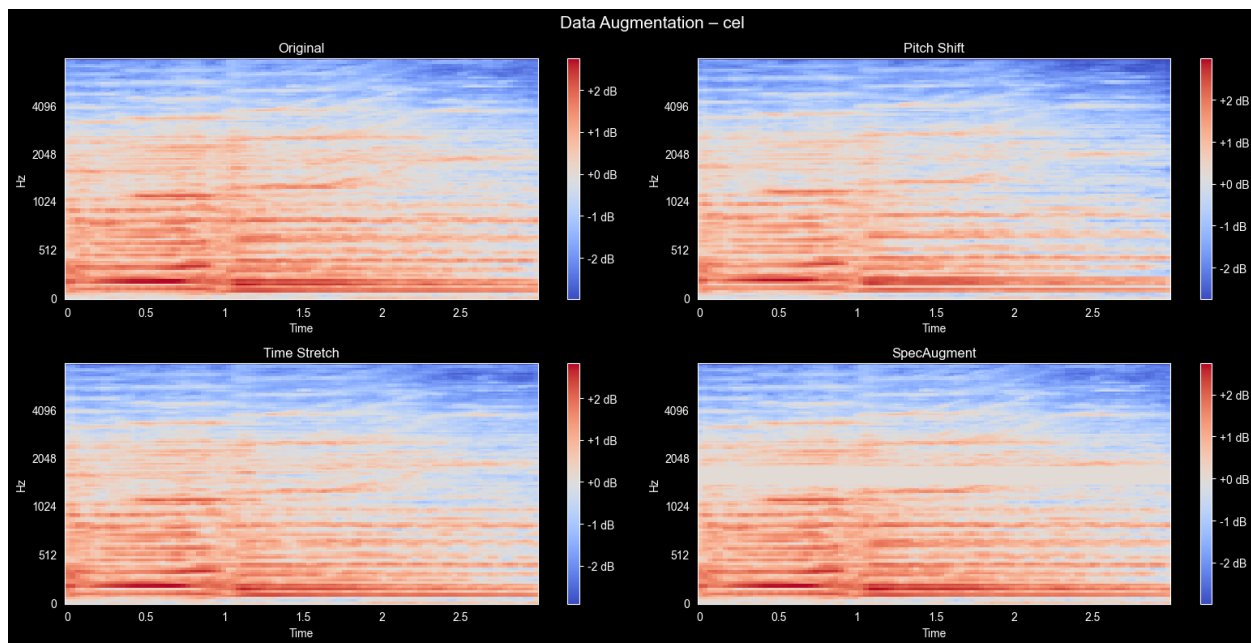 Data Augmentation – cel
Original
Hz
4096
2048
1024
512
0
0
0.5
1
1.5
2
2.5
Time
+2 dB
+1 dB
+0 dB
-1 dB
-2 dB
Pitch Shift
Hz
4096
2048
1024
512
0
0
0.5
1
1.5
2
2.5
Time
+2 dB
+1 dB
+0 dB
-1 dB
-2 dB
Time Stretch
Hz
4096
2048
1024
512
0
0
0.5
1
1.5
2
2.5
Time
+2 dB
+1 dB
+0 dB
-1 dB
-2 dB
SpecAugment
Hz
4096
2048
1024
512
0
0
0.5
1
1.5
2
2.5
Time
+2 dB
+1 dB
+0 dB
-1 dB
-2 dB